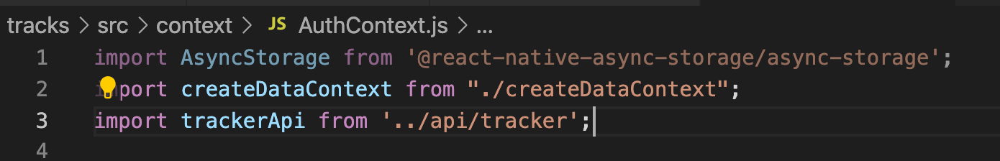 tracks > src > context > JS AuthContext.js > ...
1 import AsyncStorage from '@react-native-async-storage/async-storage';
2 import createDataContext from "./createDataContext";
3 import trackerApi from '../api/tracker';
4